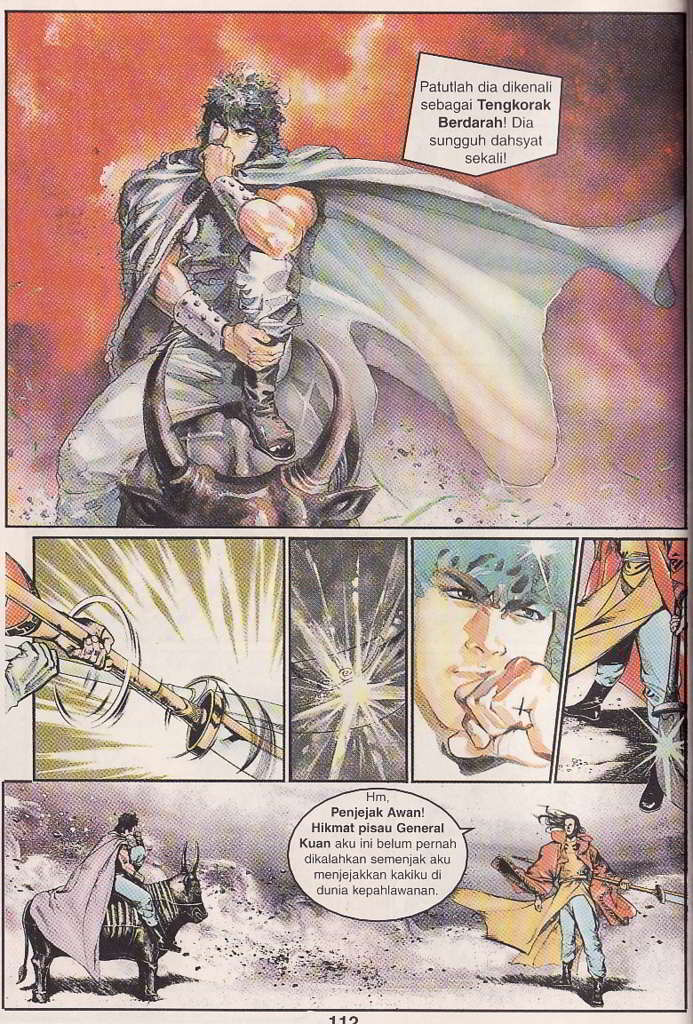 Patutlah dia dikenali
sebagai Tengkorak
Berdarah! Dia
sungguh dahsyat
sekali!
Hm,
Penjejak Awan!
Hikmat pisau General
Kuan aku ini belum pernah
dikalahkan semenjak aku
menjejakkan kakiku di
dunia kepahlawanan.
112